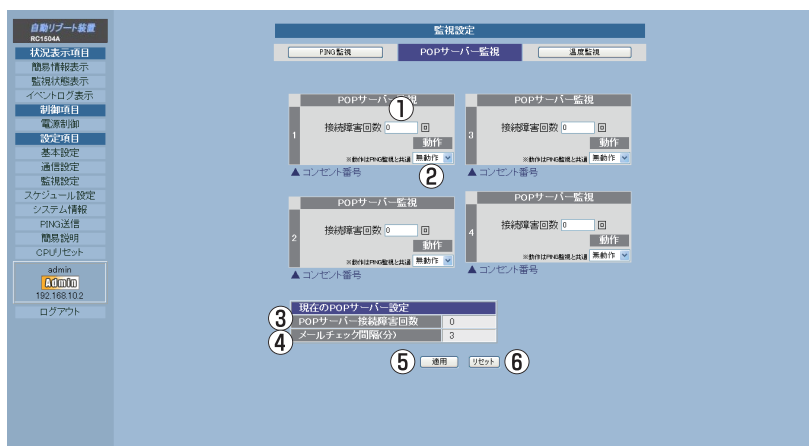 自動リブート装置
RC1504A
状況表示項目
簡易情報表示
監視状態表示
イベントログ表示
制御項目
電源制御
設定項目
基本設定
通信設定
監視設定
スケジュール設定
システム情報
PING送信
簡易説明
CPUリセット
admin
Admin
192.168.10.2
ログアウト
監視設定
PING監視 POPサーバー監視 温度監視
POPサーバー監視
①
1
接続障害回数 0 回
動作
※動作はPING監視と共通 無動作
②
▲コンセント番号
POPサーバー監視
3
接続障害回数 0 回
動作
※動作はPING監視と共通 無動作
▲コンセント番号
POPサーバー監視
2
接続障害回数 0 回
動作
※動作はPING監視と共通 無動作
▲コンセント番号
POPサーバー監視
4
接続障害回数 0 回
動作
※動作はPING監視と共通 無動作
▲コンセント番号
現在のPOPサーバー設定
③ POPサーバー接続障害回数 0
④ メールチェック間隔(分) 3
⑤ 適用 リセット ⑥